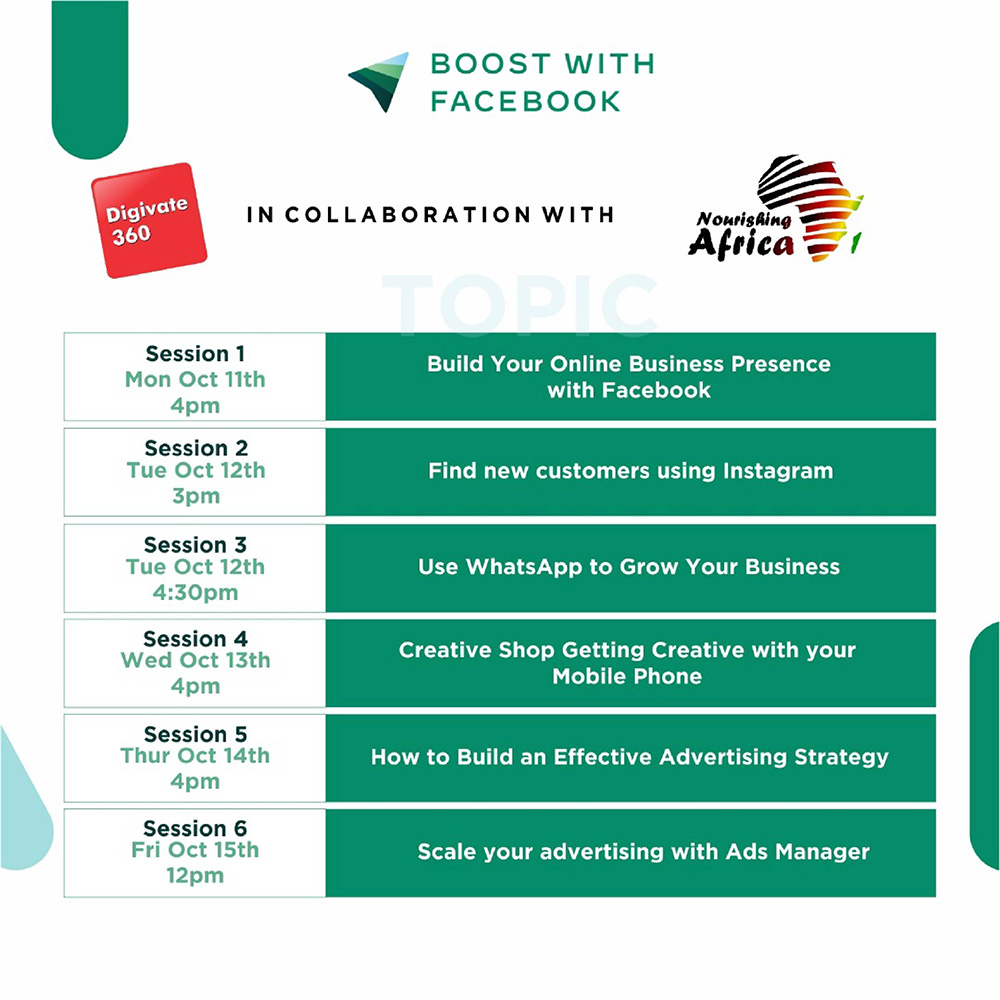 BOOST WITH
FACEBOOK
Digivate
360
IN COLLABORATION WITH
Nourishing
Africa
TOPIC
Session 1
Mon Oct 11th
4pm
Build Your Online Business Presence
with Facebook
Session 2
Tue Oct 12th
3pm
Find new customers using Instagram
Session 3
Tue Oct 12th
4:30pm
Use WhatsApp to Grow Your Business
Session 4
Wed Oct 13th
4pm
Creative Shop Getting Creative with your
Mobile Phone
Session 5
Thur Oct 14th
4pm
How to Build an Effective Advertising Strategy
Session 6
Fri Oct 15th
12pm
Scale your advertising with Ads Manager